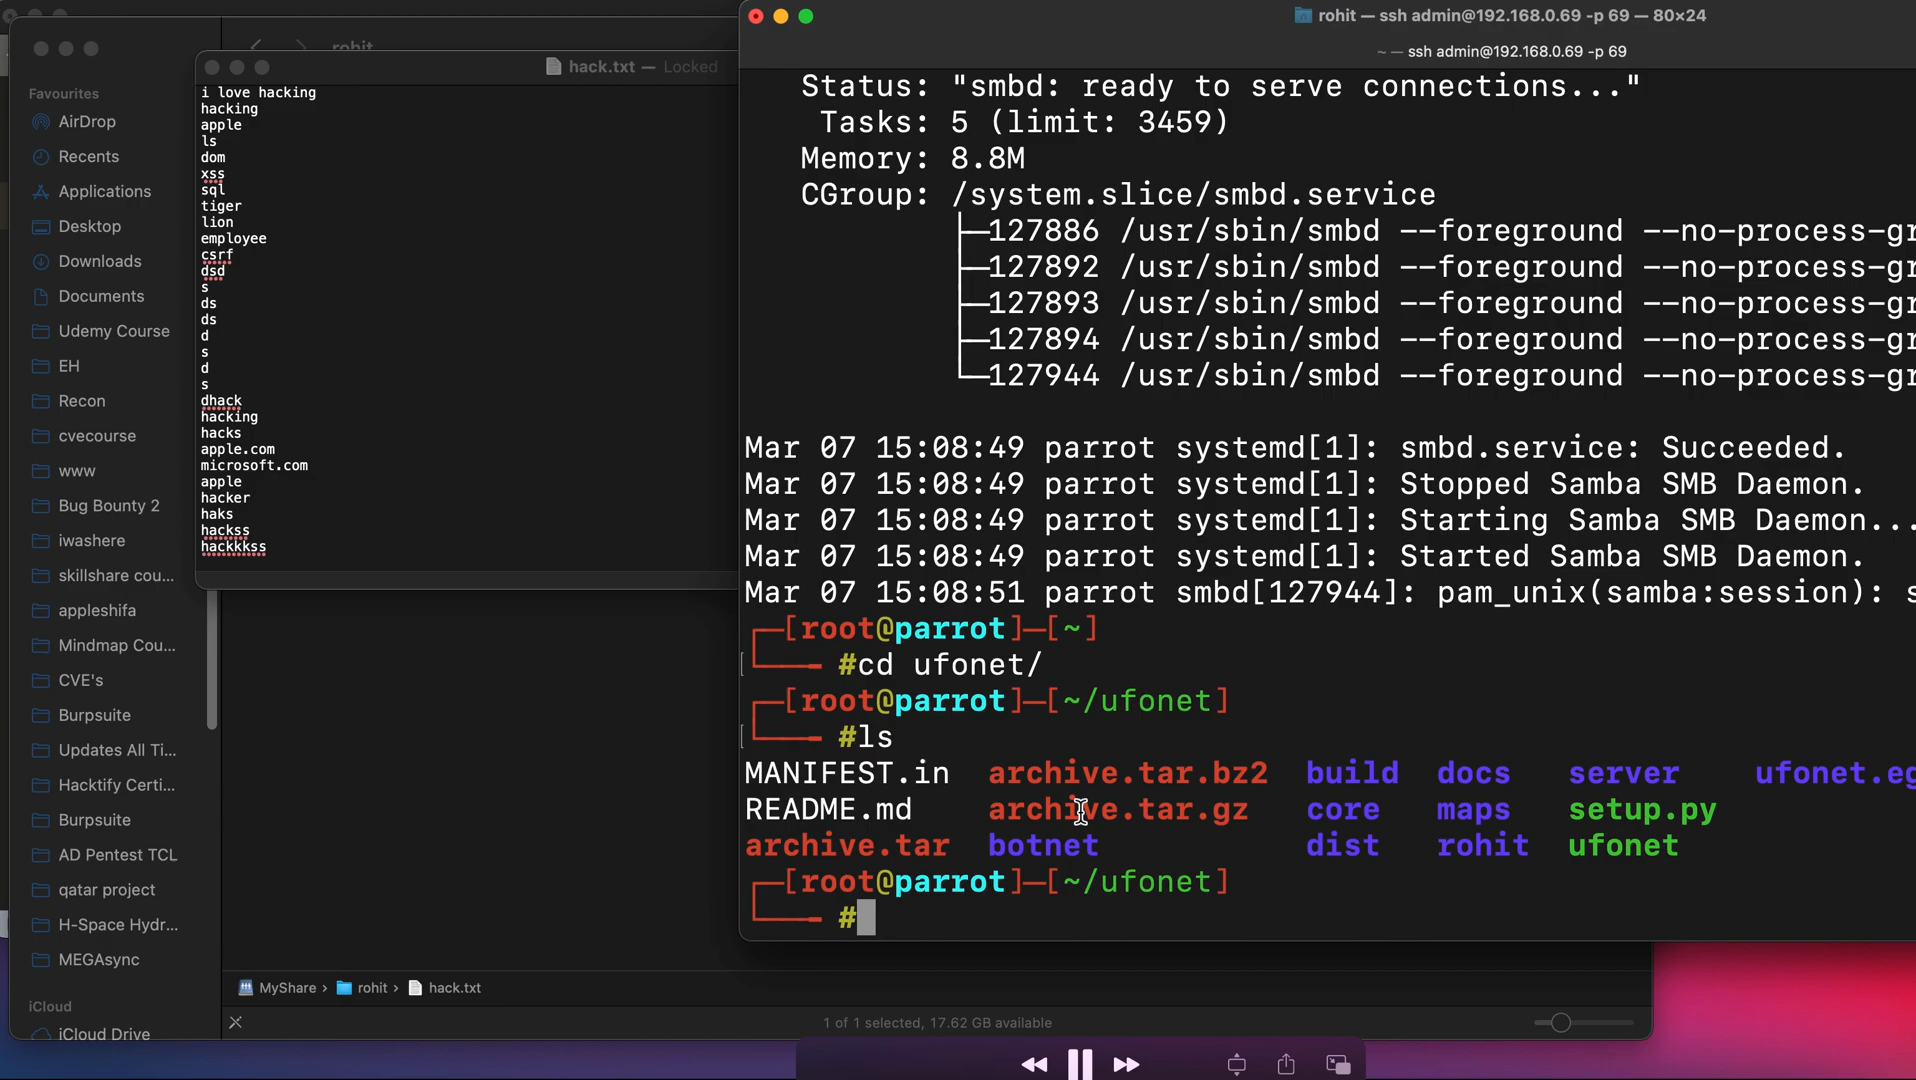 rohit
Favourites
AirDrop
Recents
Applications
Desktop
Downloads
Documents
Udemy Course
EH
Recon
cvecourse
www
Bug Bounty 2
iwashere
skillshare cou...
appleshifa
Mindmap Cou...
CVE's
Burpsuite
Updates All Ti...
Hacktify Certi...
Burpsuite
AD Pentest TCL
qatar project
H-Space Hydr...
MEGAsync
iCloud
iCloud Drive
hack.txt — Locked
i love hacking
hacking
apple
ls
dom
xss
sql
tiger
lion
employee
csrf
dsd
s
ds
ds
d
s
d
s
dhack
hacking
hacks
apple.com
microsoft.com
apple
hacker
haks
hackss
hackkkss
MyShare › rohit › hack.txt
1 of 1 selected, 17.62 GB available
rohit — ssh admin@192.168.0.69 -p 69 — 80×24
~ — ssh admin@192.168.0.69 -p 69
Status: "smbd: ready to serve connections..."
Tasks: 5 (limit: 3459)
Memory: 8.8M
CGroup: /system.slice/smbd.service
├─127886 /usr/sbin/smbd --foreground --no-process-gr
├─127892 /usr/sbin/smbd --foreground --no-process-gr
├─127893 /usr/sbin/smbd --foreground --no-process-gr
├─127894 /usr/sbin/smbd --foreground --no-process-gr
└─127944 /usr/sbin/smbd --foreground --no-process-gr
Mar 07 15:08:49 parrot systemd[1]: smbd.service: Succeeded.
Mar 07 15:08:49 parrot systemd[1]: Stopped Samba SMB Daemon.
Mar 07 15:08:49 parrot systemd[1]: Starting Samba SMB Daemon...
Mar 07 15:08:49 parrot systemd[1]: Started Samba SMB Daemon.
Mar 07 15:08:51 parrot smbd[127944]: pam_unix(samba:session): s
┌─[root@parrot]─[~]
└──╼ #cd ufonet/
┌─[root@parrot]─[~/ufonet]
└──╼ #ls
MANIFEST.in archive.tar.bz2 build docs server ufonet.eg
README.md archive.tar.gz core maps setup.py
archive.tar botnet dist rohit ufonet
┌─[root@parrot]─[~/ufonet]
└──╼ #